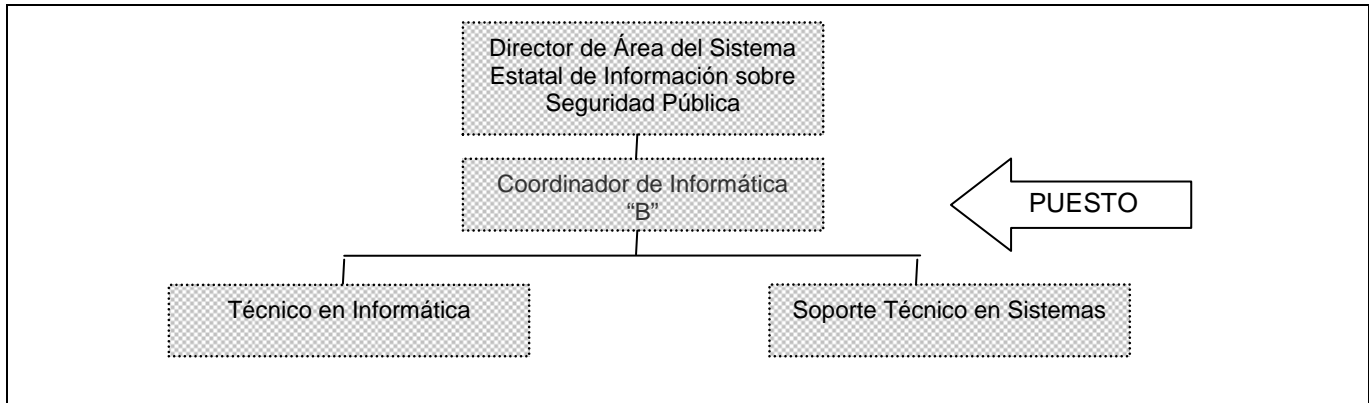 Director de Área del Sistema
Estatal de Información sobre
Seguridad Pública
Coordinador de Informática
“B”
PUESTO
Técnico en Informática
Soporte Técnico en Sistemas